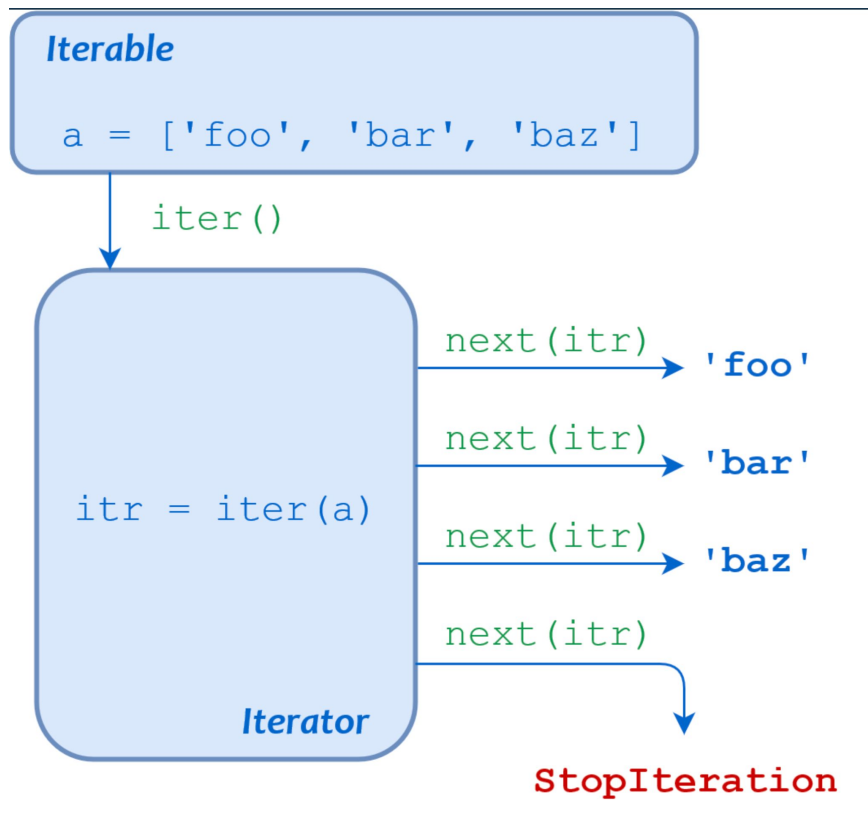 Iterable
a = ['foo', 'bar', 'baz']
iter()
next(itr)
'foo'
next(itr)
'bar'
itr = iter(a)
next(itr)
'baz'
next(itr)
Iterator
StopIteration